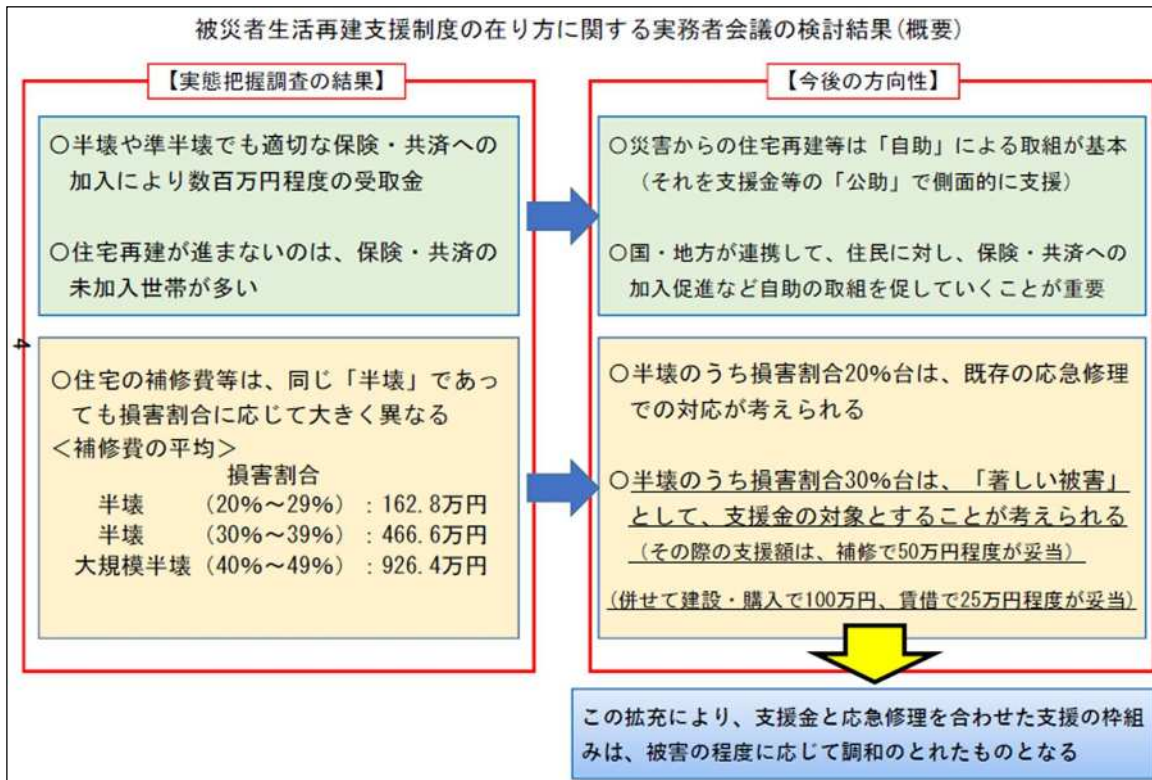 被災者生活再建支援制度の在り方に関する実務者会議の検討結果(概要)
【実態把握調査の結果】
○半壊や準半壊でも適切な保険・共済への
加入により数百万円程度の受取金
○住宅再建が進まないのは、保険・共済の
未加入世帯が多い
○住宅の補修費等は、同じ「半壊」であっ
ても損害割合に応じて大きく異なる
<補修費の平均>
損害割合
半壊 (20%~29%):162.8万円
半壊 (30%~39%):466.6万円
大規模半壊(40%~49%):926.4万円
【今後の方向性】
○災害からの住宅再建等は「自助」による取組が基本
(それを支援金等の「公助」で側面的に支援)
○国・地方が連携して、住民に対し、保険・共済への
加入促進など自助の取組を促していくことが重要
○半壊のうち損害割合20%台は、既存の応急修理
での対応が考えられる
○半壊のうち損害割合30%台は、「著しい被害」
として、支援金の対象とすることが考えられる
(その際の支援額は、補修で50万円程度が妥当)
(併せて建設・購入で100万円、賃借で25万円程度が妥当)
この拡充により、支援金と応急修理を合わせた支援の枠組
みは、被害の程度に応じて調和のとれたものとなる
4